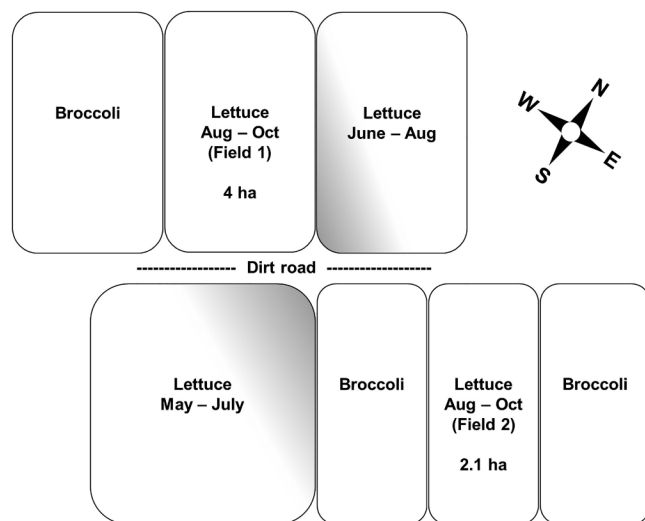 Broccoli
Lettuce
Aug – Oct
(Field 1)
4 ha
Lettuce
June – Aug
N
W
E
S
Dirt road
Lettuce
May – July
Broccoli
Lettuce
Aug – Oct
(Field 2)
2.1 ha
Broccoli